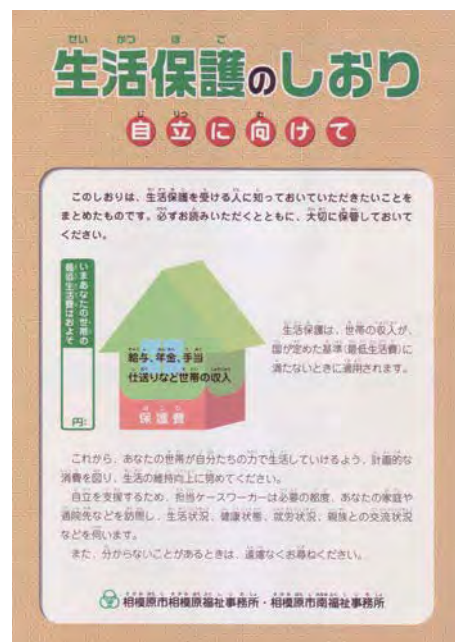 せい かつ ほ ご
生活保護のしおり
じ りつ む
自立に向けて
このしおりは、生活保護を受ける人に知っておいていただきたいことを
まとめたものです。必ずお読みいただくとともに、大切に保管しておいて
ください。
いまあなたの世帯の
最低生活費はおよそ
円
給与、年金、手当
仕送りなど世帯の収入
保護費
生活保護は、世帯の収入が、
国が定めた基準(最低生活費)に
満たないときに適用されます。
これから、あなたの世帯が自分たちの力で生活していけるよう、計画的な
消費を図り、生活の維持向上に努めてください。
自立を支援するため、担当ケースワーカーは必要の都度、あなたの家庭や
通院先などを訪問し、生活状況、健康状態、就労状況、親族との交流状況
などを伺います。
また、分からないことがあるときは、遠慮なくお尋ねください。
相模原市相模原福祉事務所・相模原市南福祉事務所